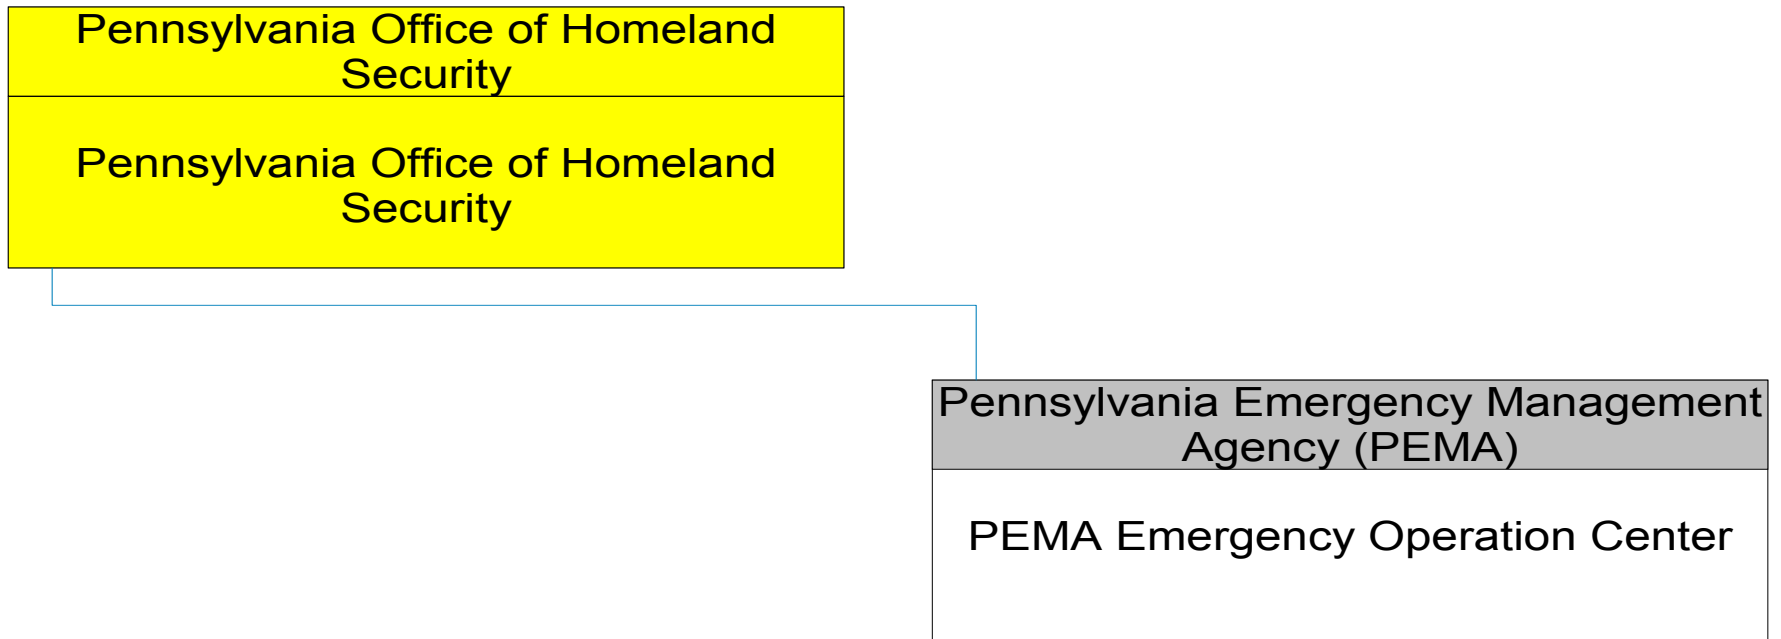 Pennsylvania Office of Homeland
Security
Pennsylvania Office of Homeland
Security
Pennsylvania Emergency Management
Agency (PEMA)
PEMA Emergency Operation Center